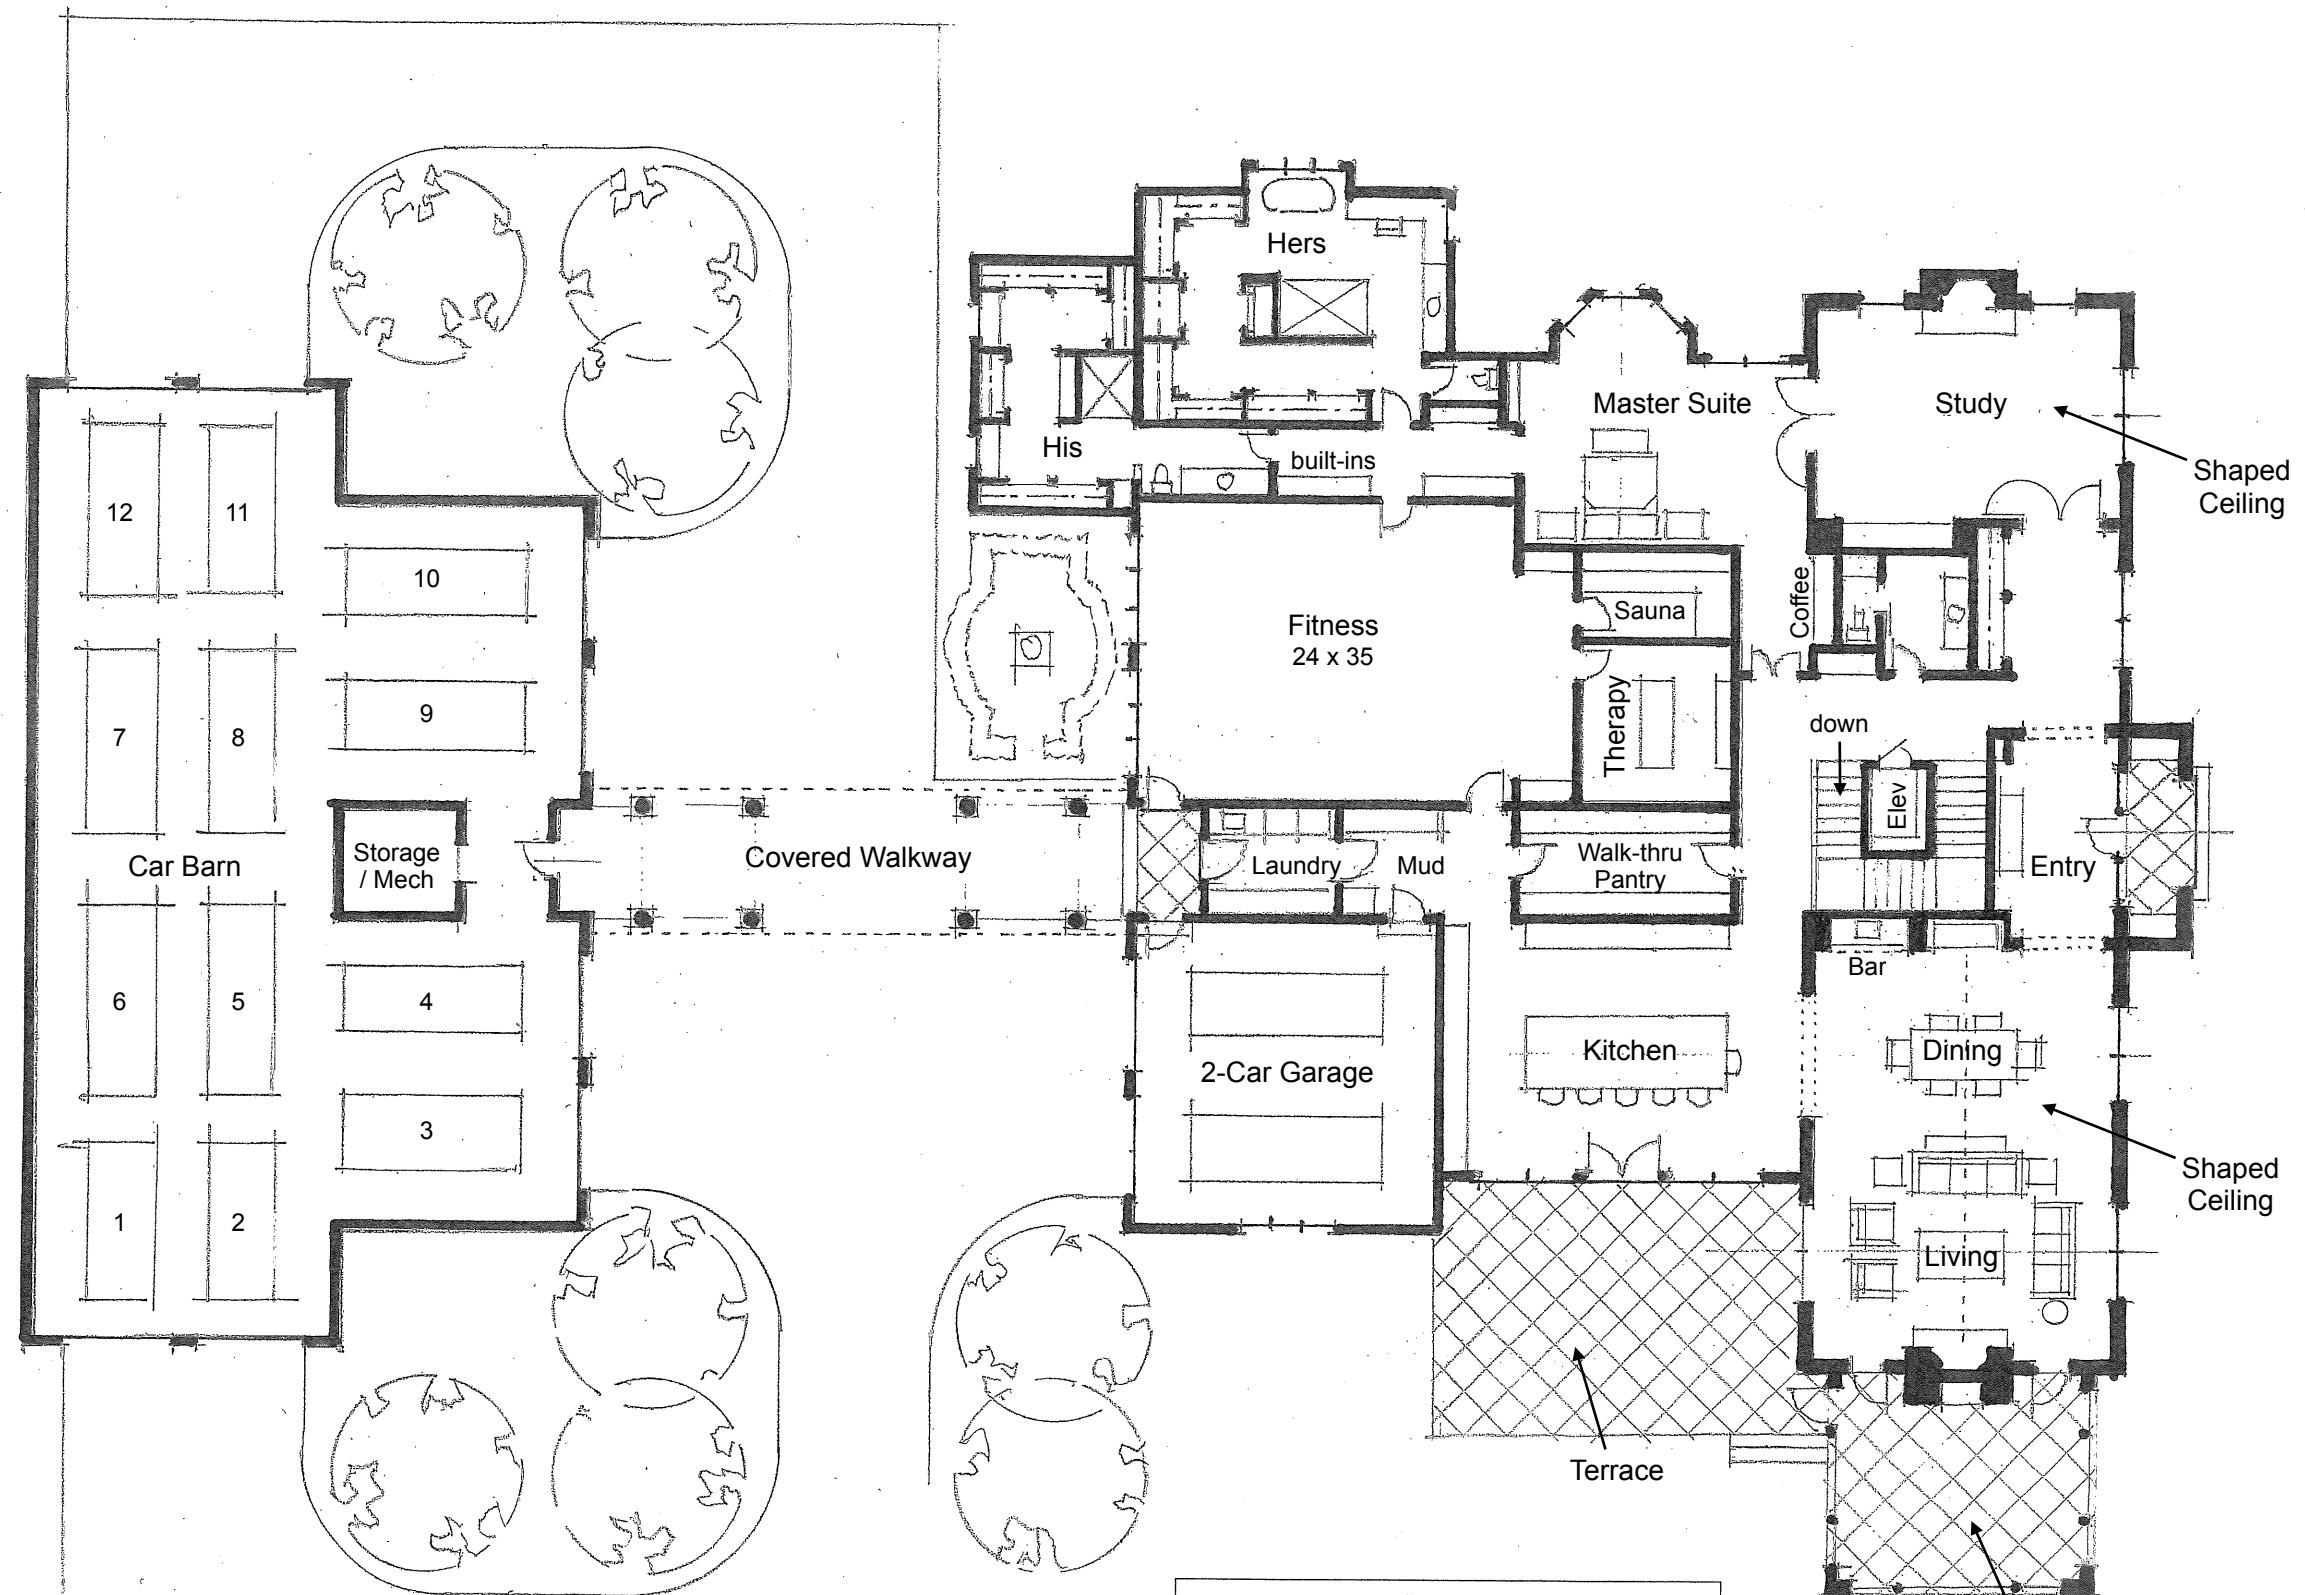 Hers
Master Suite
Study
His
built-ins
Shaped
Ceiling
12
11
10
Coffee
Sauna
Fitness
24 x 35
Therapy
9
7
8
down
Elev
Storage
/ Mech
Car Barn
Covered Walkway
Laundry
Mud
Walk-thru
Pantry
Entry
Bar
6
5
4
Kitchen
Dining
2-Car Garage
3
Shaped
Ceiling
1
2
Living
Terrace